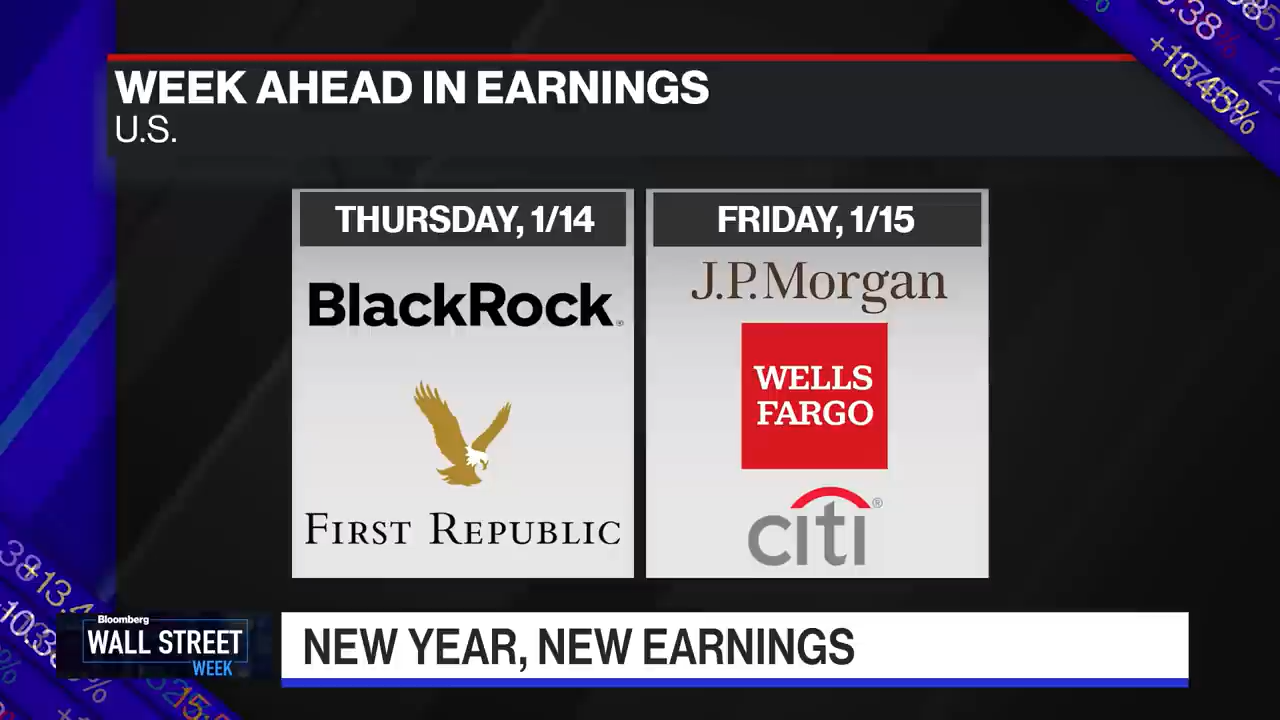 WEEK AHEAD IN EARNINGS
U.S.
THURSDAY, 1/14
BlackRock®
FIRST REPUBLIC
FRIDAY, 1/15
J.P.Morgan
WELLS
FARGO
citi®
Bloomberg
WALL STREET
WEEK
NEW YEAR, NEW EARNINGS
+13.45%